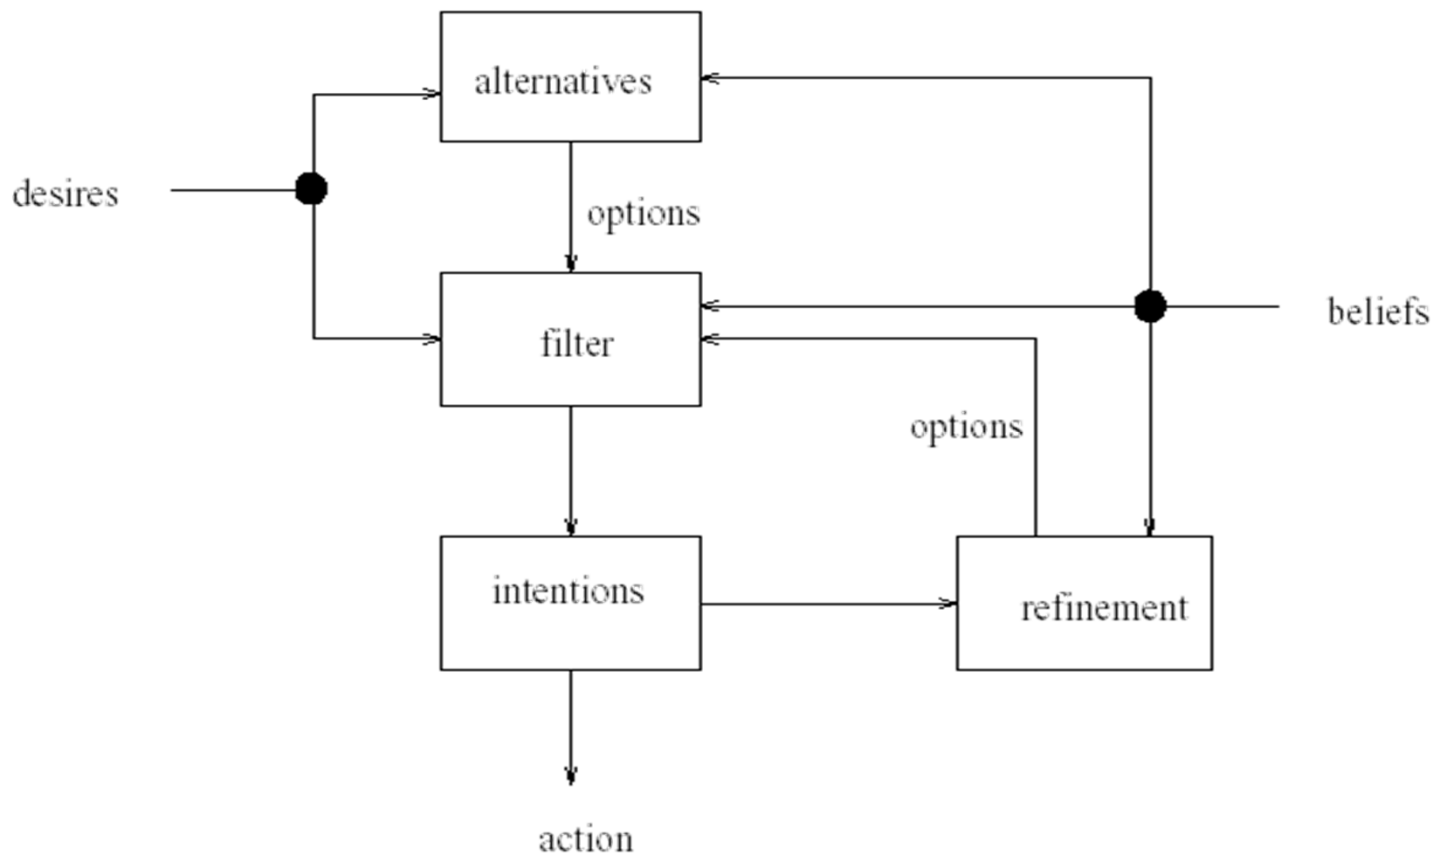 alternatives
desires
options
beliefs
filter
options
intentions
refinement
action